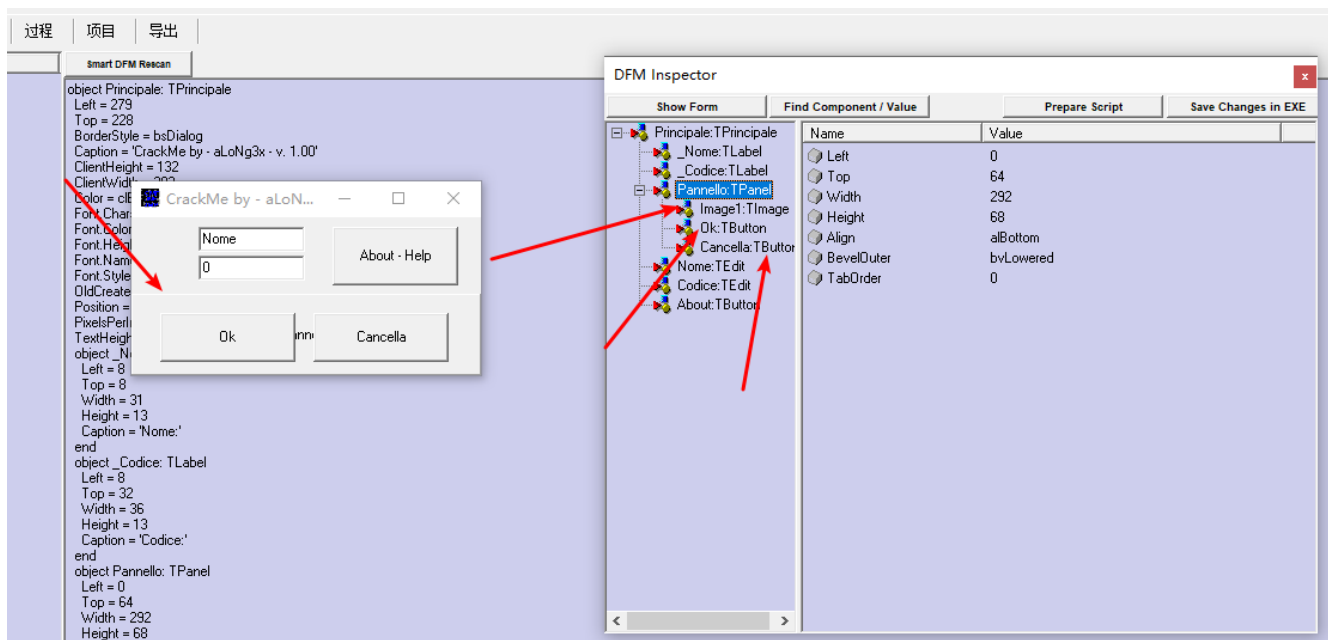 过程 项目 导出
Smart DFM Rescan
object Principale: TPrincipale
Left = 279
Top = 228
BorderStyle = bsDialog
Caption = 'CrackMe by - aLoNg3x - v. 1.00'
ClientHeight = 132
Color =
Font.Char
Font.Color
Font.Heig
Font.Nam
Font.Style
OldCreate
Position =
PixelsPerI
TextHeigh
object _N
Left = 8
Top = 8
Width = 31
Height = 13
Caption = 'Nome:'
end
object _Codice: TLabel
Left = 8
Top = 32
Width = 36
Height = 13
Caption = 'Codice:'
end
object Pannello: TPanel
Left = 0
Top = 64
Width = 292
Height = 68
CrackMe by - aLoN...
Nome
0
About - Help
Ok
Cancella
DFM Inspector
Show Form
Find Component / Value
Prepare Script
Save Changes in EXE
Principale:TPrincipale
_Nome:TLabel
_Codice:TLabel
Pannello:TPanel
Image1:TImage
Ok:TButton
Cancella:TButton
Nome:TEdit
Codice:TEdit
About:TButton
Name Value
Left 0
Top 64
Width 292
Height 68
Align alBottom
BevelOuter bvLowered
TabOrder 0